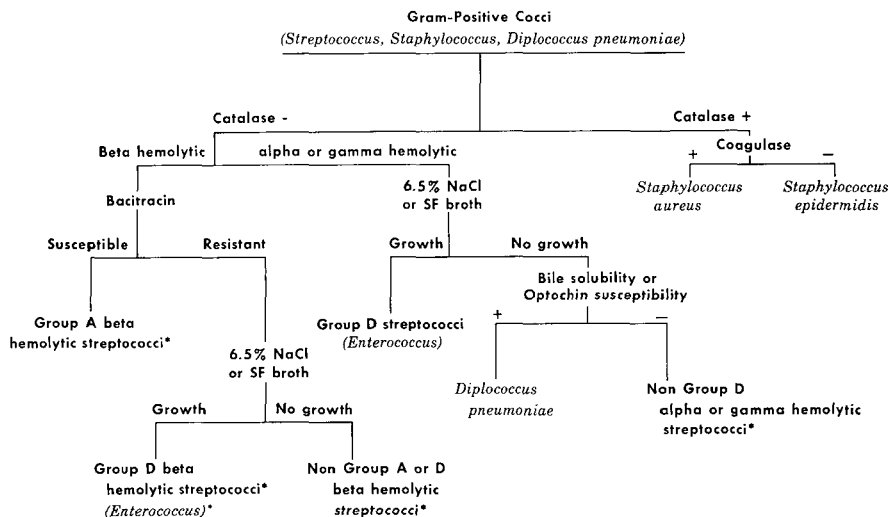 Gram-Positive Cocci
(Streptococcus, Staphylococcus, Diplococcus pneumoniae)
Catalase -
Catalase +
Beta hemolytic
alpha or gamma hemolytic
Coagulase
+
−
Staphylococcus
aureus
Staphylococcus
epidermidis
Bacitracin
6.5% NaCl
or SF broth
Susceptible
Resistant
Growth
No growth
Group A beta
hemolytic streptococci*
Group D streptococci
(Enterococcus)
Bile solubility or
Optochin susceptibility
+
−
Diplococcus
pneumoniae
Non Group D
alpha or gamma hemolytic
streptococci*
6.5% NaCl
or SF broth
Growth
No growth
Group D beta
hemolytic streptococci*
(Enterococcus)*
Non Group A or D
beta hemolytic
streptococci*